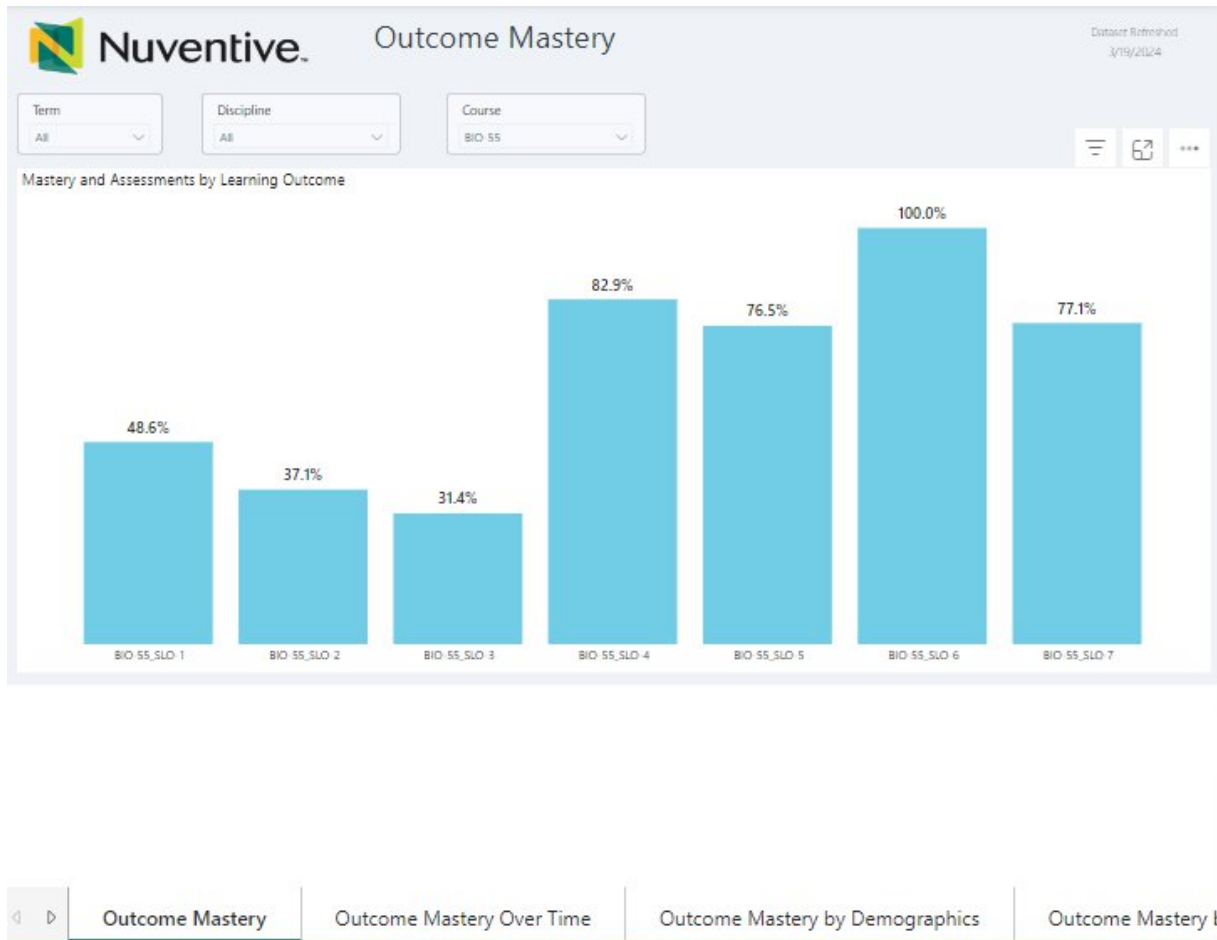 Nuventive.
Outcome Mastery
Dataset Refreshed
3/19/2024
Term
All
Discipline
All
Course
BIO-55
Mastery and Assessments by Learning Outcome
48.6%
37.1%
31.4%
82.9%
76.5%
100.0%
77.1%
BIO-55_SLO-1
BIO-55_SLO-2
BIO-55_SLO-3
BIO-55_SLO-4
BIO-55_SLO-5
BIO-55_SLO-6
BIO-55_SLO-7
Outcome Mastery
Outcome Mastery Over Time
Outcome Mastery by Demographics
Outcome Mastery